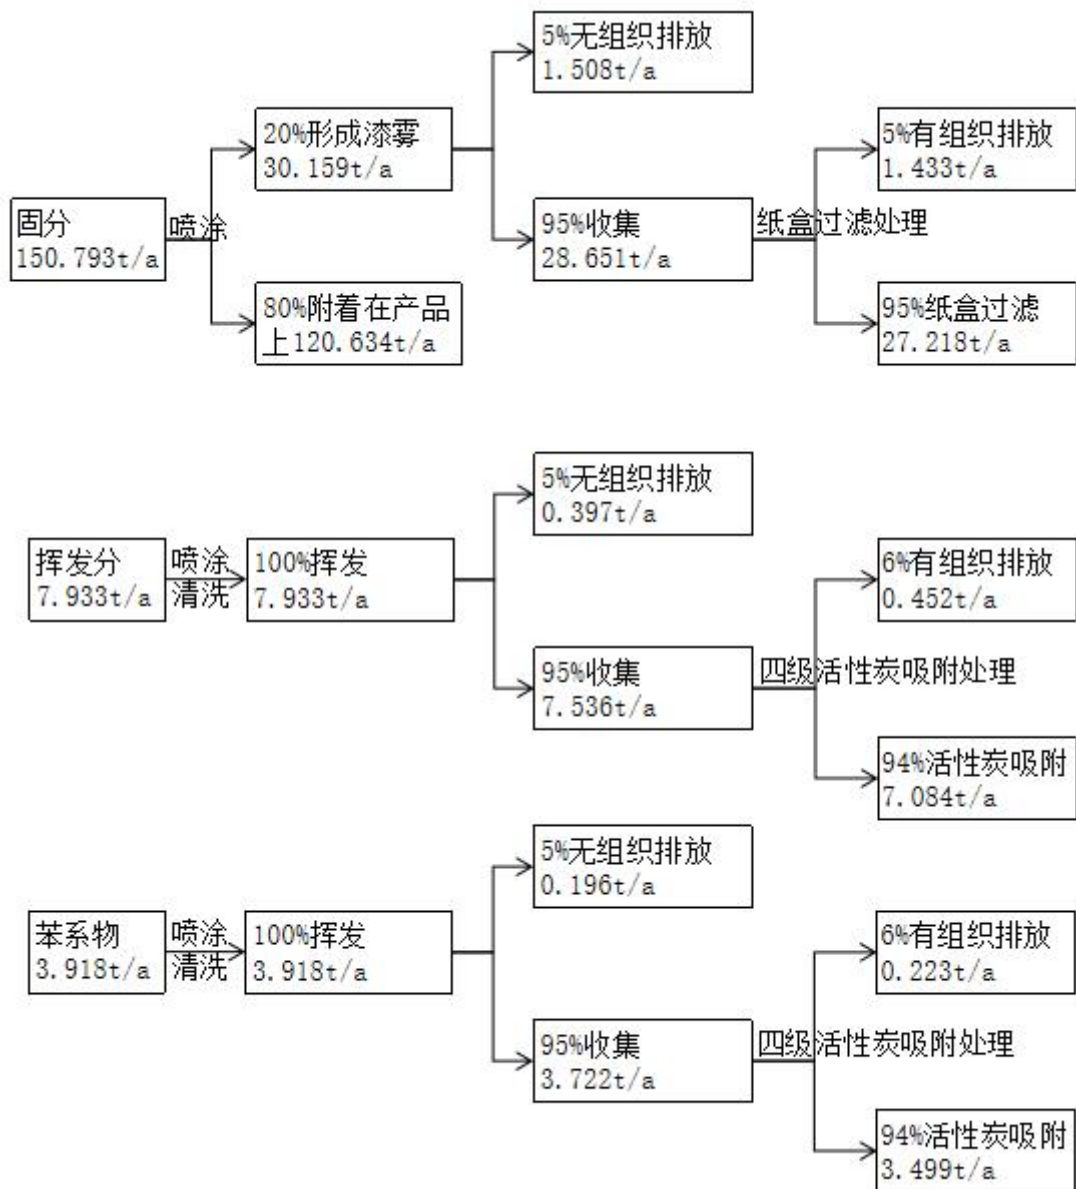 5%无组织排放
1.508t/a
20%形成漆雾
30.159t/a
5%有组织排放
1.433t/a
固分
150.793t/a
喷涂
95%收集
28.651t/a
纸盒过滤处理
80%附着在产品
上120.634t/a
95%纸盒过滤
27.218t/a
5%无组织排放
0.397t/a
挥发分
7.933t/a
喷涂
清洗
100%挥发
7.933t/a
6%有组织排放
0.452t/a
95%收集
7.536t/a
四级活性炭吸附处理
94%活性炭吸附
7.084t/a
5%无组织排放
0.196t/a
苯系物
3.918t/a
喷涂
清洗
100%挥发
3.918t/a
6%有组织排放
0.223t/a
95%收集
3.722t/a
四级活性炭吸附处理
94%活性炭吸附
3.499t/a